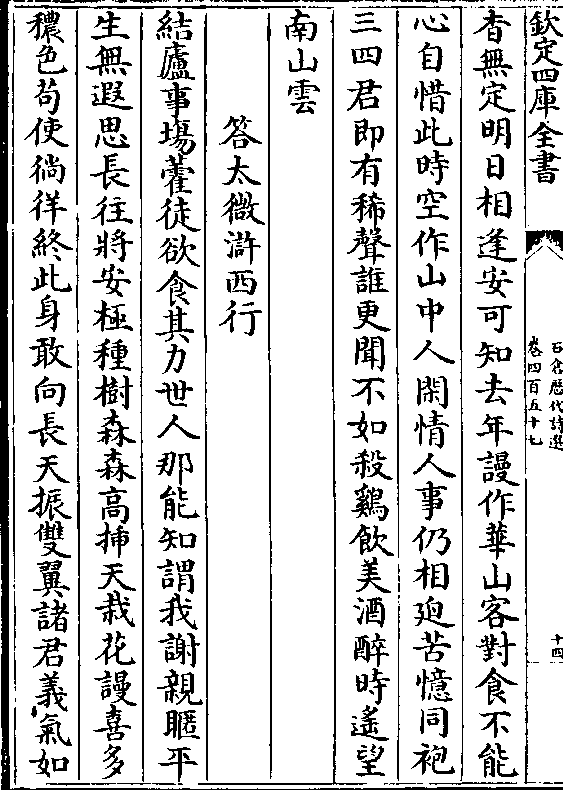 欽定四庫全書
石倉歷代詩選
卷四百五十七
十四
杳無定明日相逢安可知去年謾作華山客對食不能
心自惜此時空作山中人閑情人事仍相廹苦憶同袍
三四君即有稀聲誰更聞不如殺鷄飲美酒醉時遙望
南山雲
答太微滸西行
結廬事塲藿徒欲食其力世人那能知謂我謝親暱平
生無遐思長往將安極種樹森森高揷天栽花謾喜多
穠色苟使徜徉終此身敢向長天振雙翼諸君義氣如